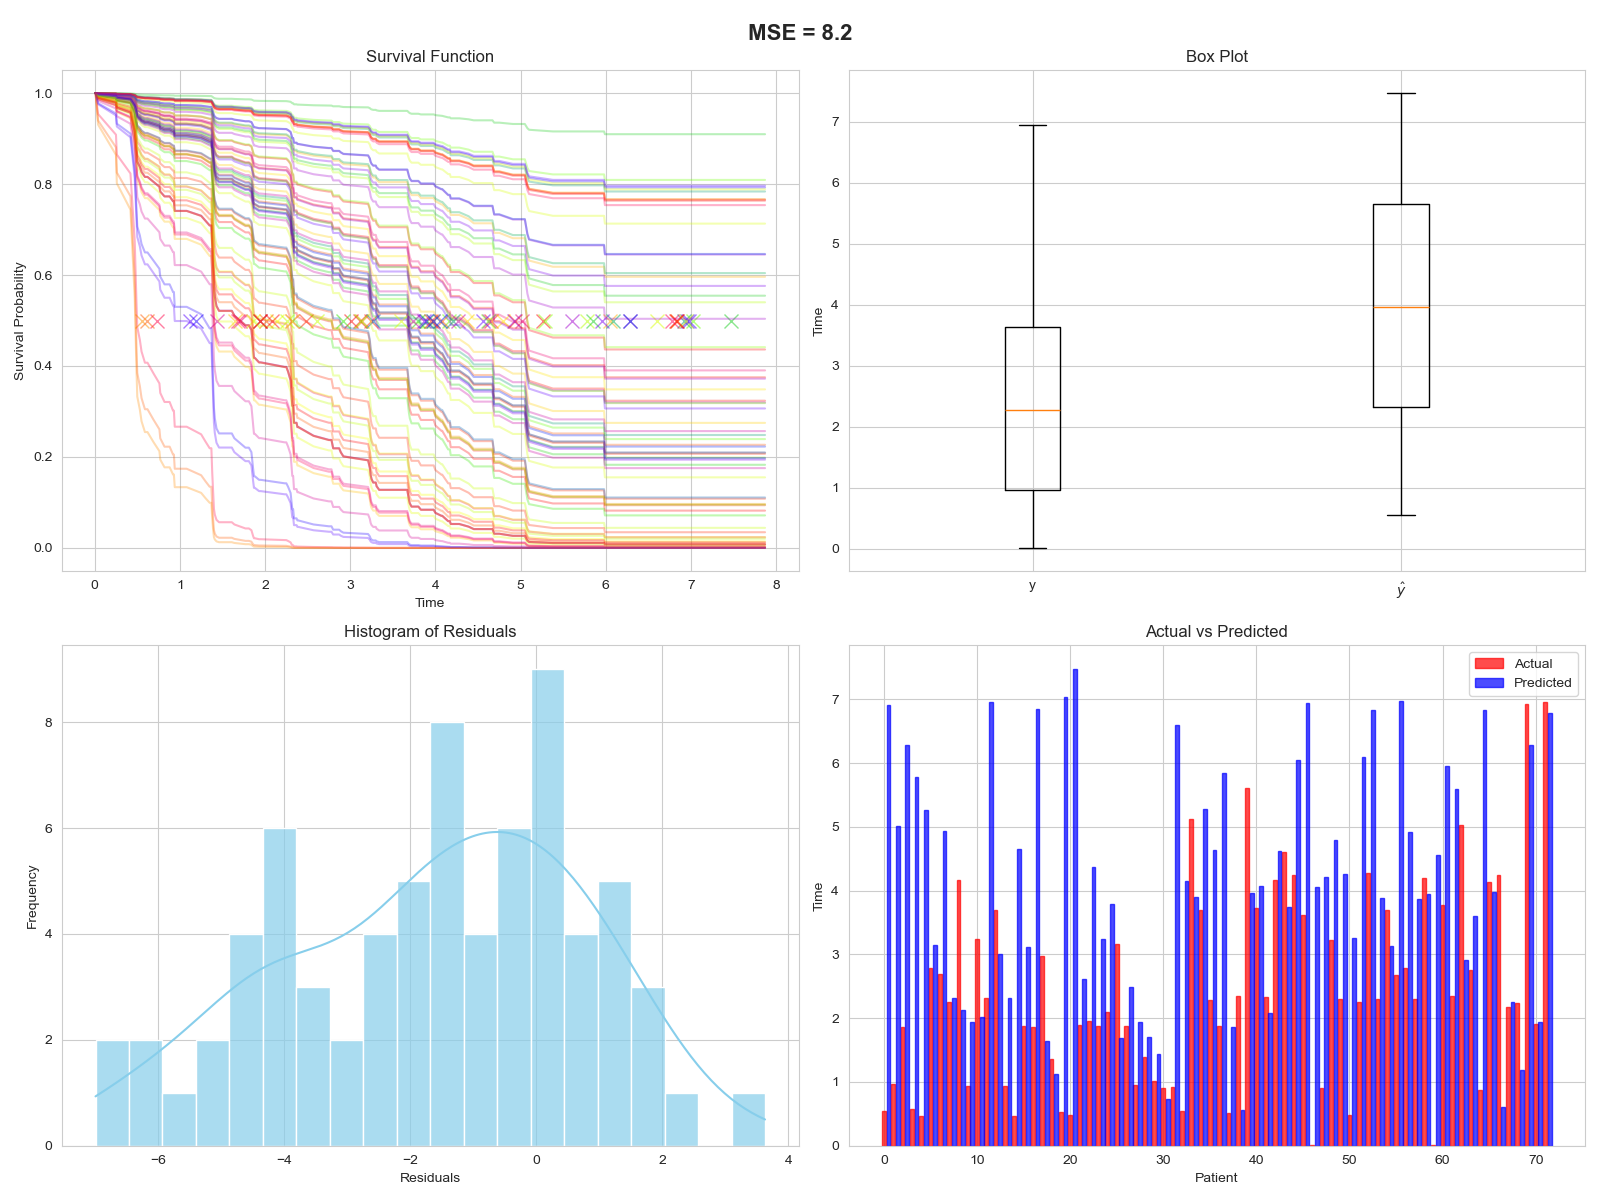 MSE = 8.2
Survival Function
Survival Probability
1.0
0.8
0.6
0.4
0.2
0.0
0 1 2 3 4 5 6 7 8
Time
Box Plot
Time
7
6
5
4
3
2
1
0
y ŷ
Histogram of Residuals
Frequency
8
6
4
2
0
−6 −4 −2 0 2 4
Residuals
Actual vs Predicted
Actual
Predicted
Time
7
6
5
4
3
2
1
0
0 10 20 30 40 50 60 70
Patient